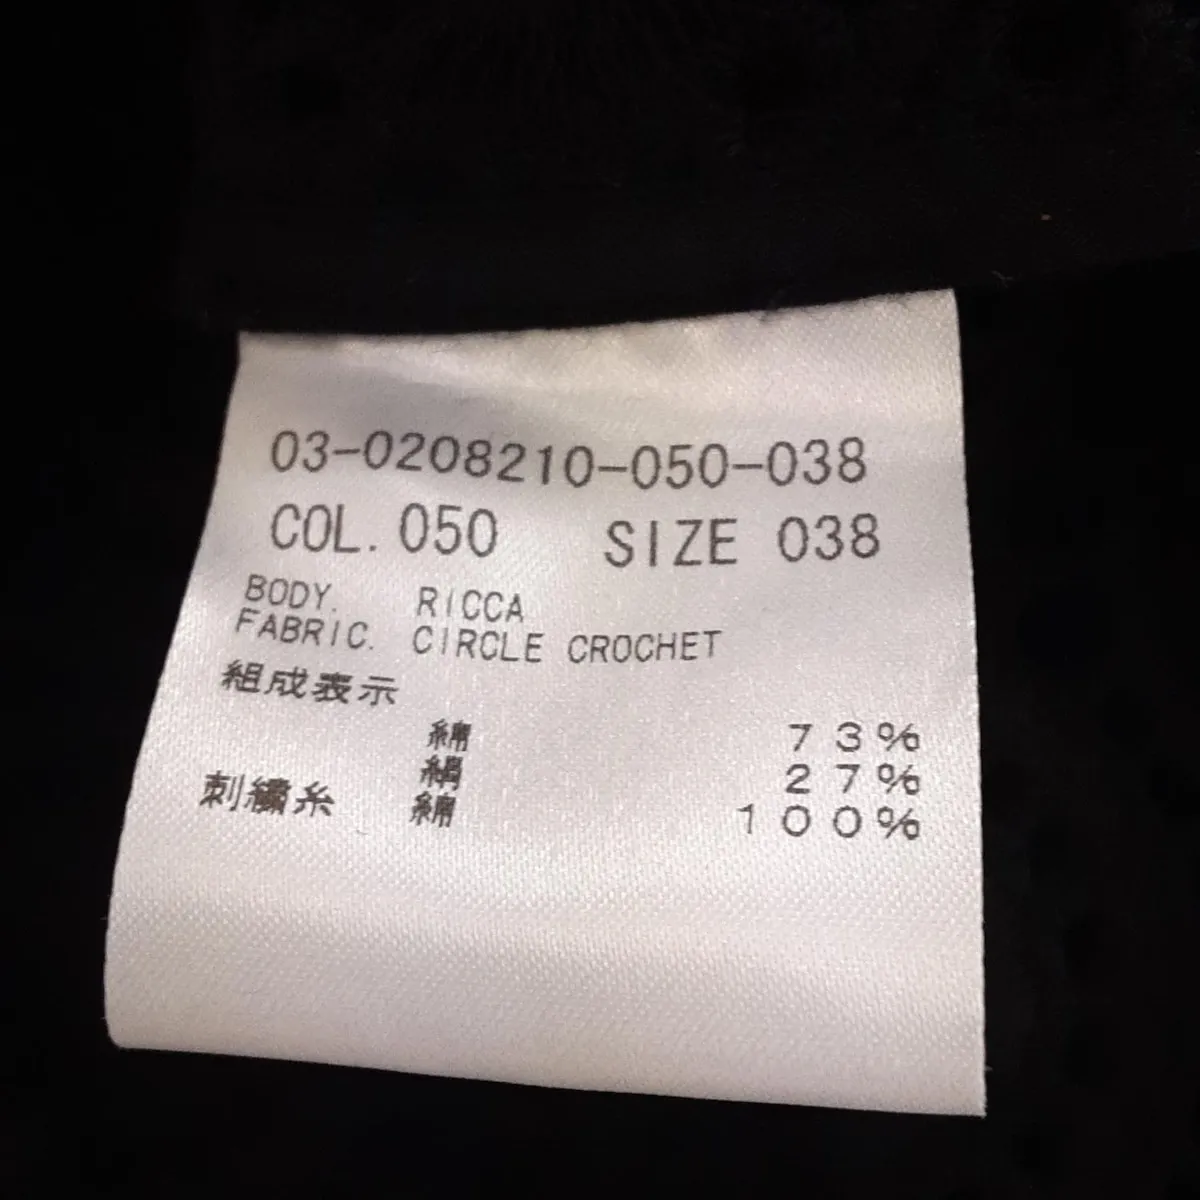 03-0208210-050-038
COL. 050 SIZE 038
BODY. RICCA
FABRIC. CIRCLE CROCHET
組成表示
綿 73%
絹 27%
刺繍糸 綿 100%